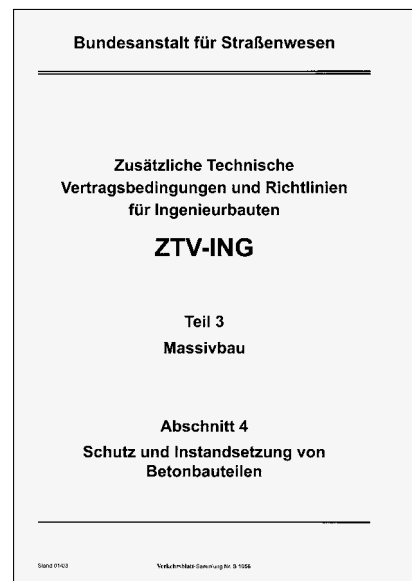 Bundesanstalt für Straßenwesen
Zusätzliche Technische
Vertragsbedingungen und Richtlinien
für Ingenieurbauten
ZTV-ING
Teil 3
Massivbau
Abschnitt 4
Schutz und Instandsetzung von
Betonbauteilen
Stand 01/03
Verkehrsblatt-Sammlung Nr. S 1056